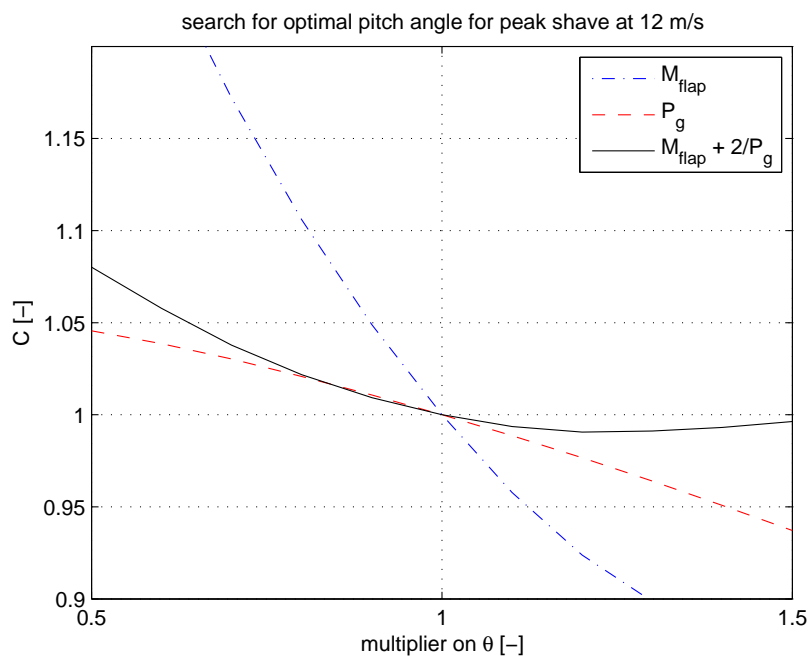 search for optimal pitch angle for peak shave at 12 m/s
M_flap
P_g
M_flap + 2/P_g
1.15
1.1
1.05
1
0.95
0.9
C [-]
0.5
1
1.5
multiplier on θ [-]